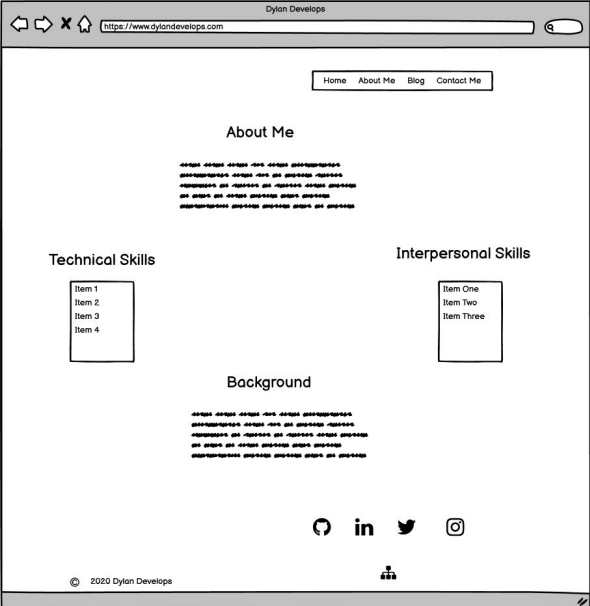 Dylan Develops
https://www.dylandevelops.com
Home About Me Blog Contact Me
About Me
Technical Skills
Interpersonal Skills
Item 1
Item 2
Item 3
Item 4
Item One
Item Two
Item Three
Background
in
© 2020 Dylan Develops